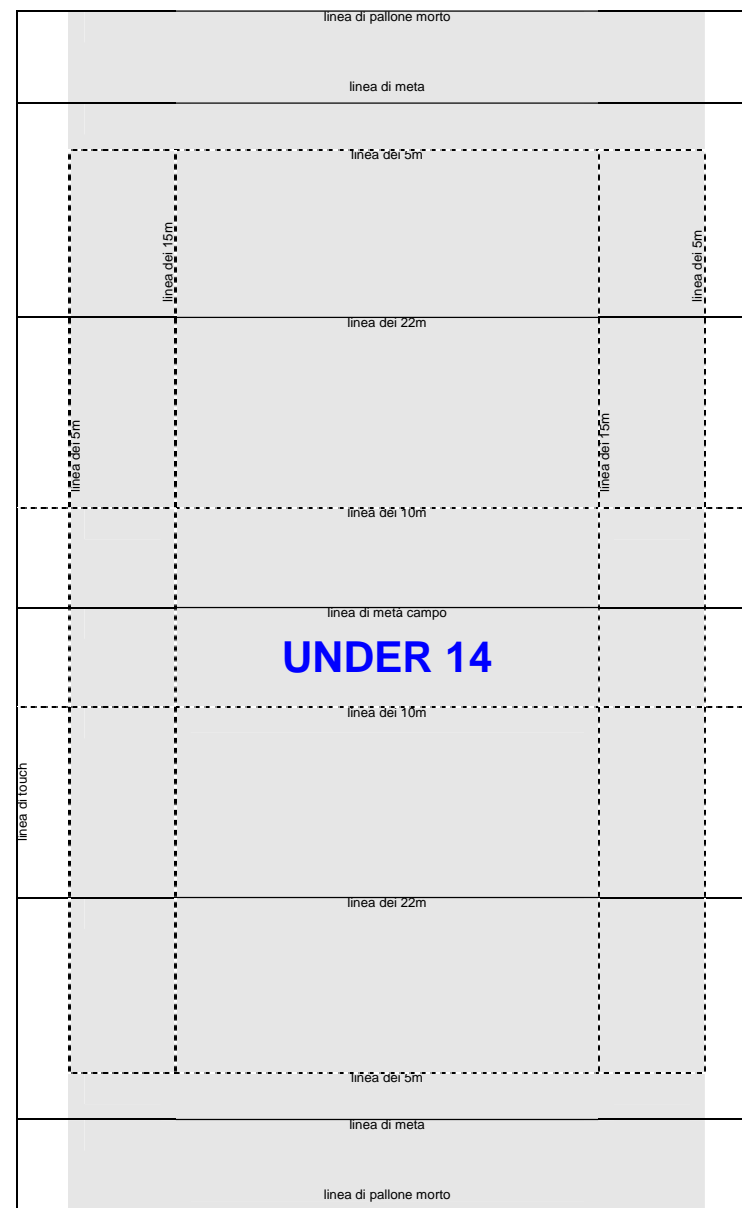 linea di pallone morto
linea di meta
linea dei 5m
linea dei 15m
linea dei 5m
linea dei 22m
linea dei 5m
linea dei 15m
linea dei 10m
linea di metà campo
UNDER 14
linea dei 10m
linea di touch
linea dei 22m
linea dei 5m
linea di meta
linea di pallone morto